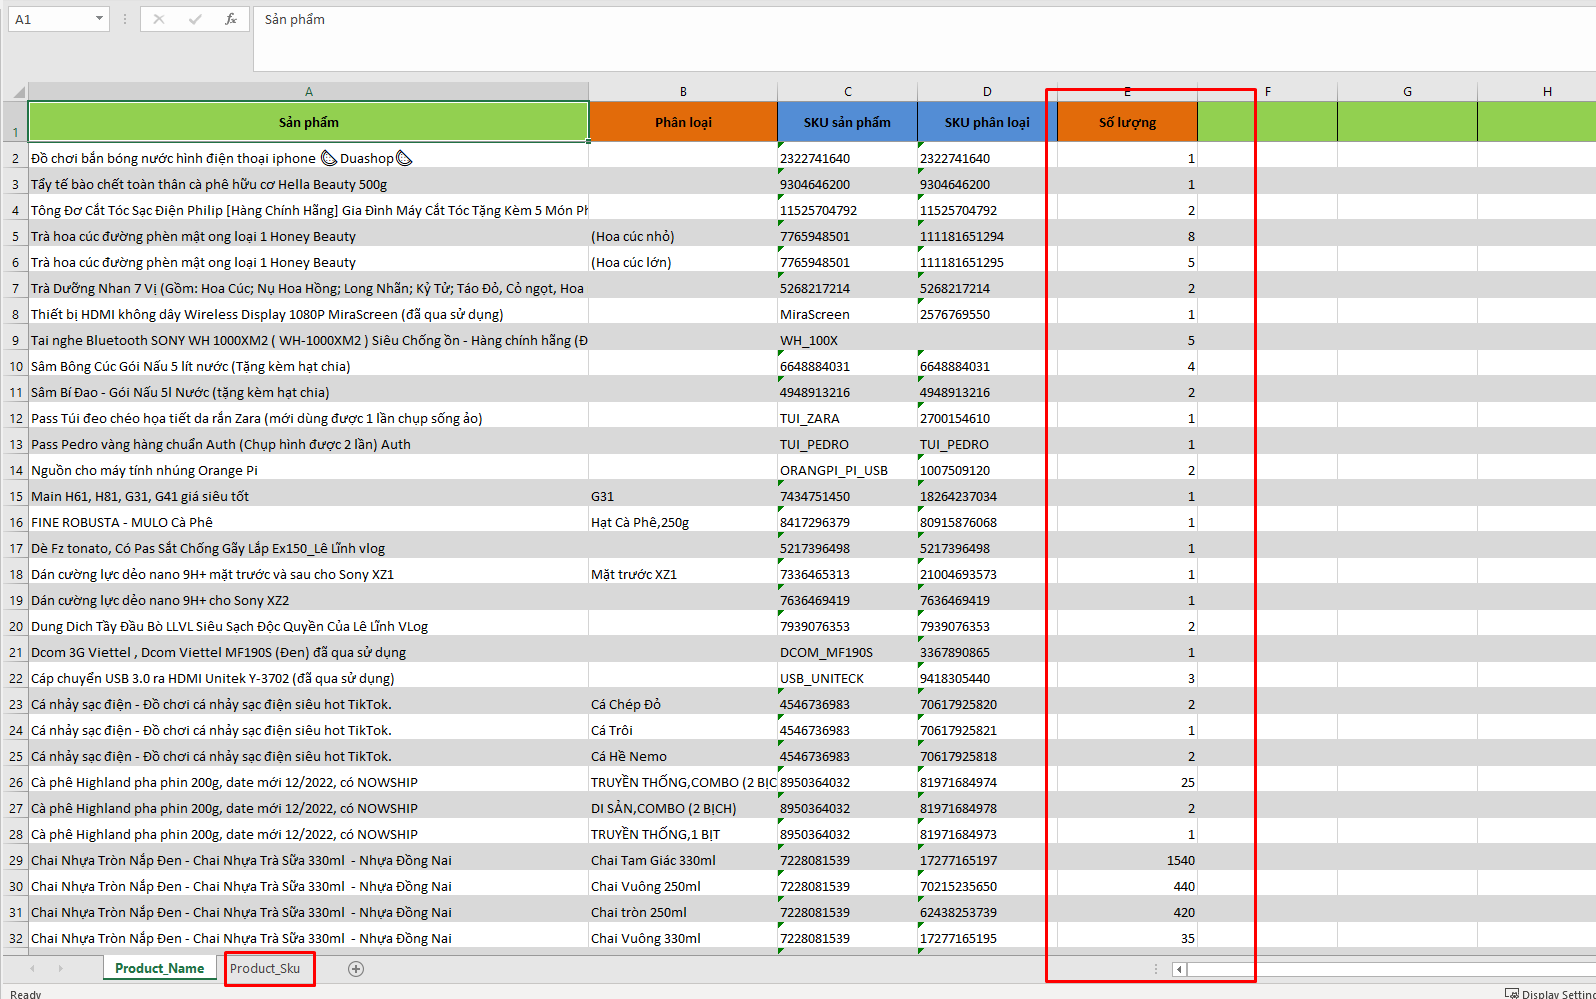 A1
fx
Sản phẩm
A B C D E F G H
1 Sản phẩm Phân loại SKU sản phẩm SKU phân loại Số lượng
2 Đồ chơi bắn bóng nước hình điện thoại iphone 🍉Duashop🍉 2322741640 2322741640 1
3 Tẩy tế bào chết toàn thân cà phê hữu cơ Hella Beauty 500g 9304646200 9304646200 1
4 Tông Đơ Cắt Tóc Sạc Điện Philip [Hàng Chính Hãng] Gia Đình Máy Cắt Tóc Tặng Kèm 5 Món Ph 11525704792 11525704792 2
5 Trà hoa cúc đường phèn mật ong loại 1 Honey Beauty (Hoa cúc nhỏ) 7765948501 111181651294 8
6 Trà hoa cúc đường phèn mật ong loại 1 Honey Beauty (Hoa cúc lớn) 7765948501 111181651295 5
7 Trà Dưỡng Nhan 7 Vị (Gồm: Hoa Cúc; Nụ Hoa Hồng; Long Nhãn; Kỷ Tử; Táo Đỏ, Cỏ ngọt, Hoa 5268217214 5268217214 2
8 Thiết bị HDMI không dây Wireless Display 1080P MiraScreen (đã qua sử dụng) MiraScreen 2576769550 1
9 Tai nghe Bluetooth SONY WH 1000XM2 ( WH-1000XM2 ) Siêu Chống ồn - Hàng chính hãng (Đ WH_100X 5
10 Sâm Bông Cúc Gói Nấu 5 lít nước (Tặng kèm hạt chia) 6648884031 6648884031 4
11 Sâm Bí Đao - Gói Nấu 5l Nước (tặng kèm hạt chia) 4948913216 4948913216 2
12 Pass Túi đeo chéo họa tiết da rắn Zara (mới dùng được 1 lần chụp sống ảo) TUI_ZARA 2700154610 1
13 Pass Pedro vàng hàng chuẩn Auth (Chụp hình được 2 lần) Auth TUI_PEDRO TUI_PEDRO 1
14 Nguồn cho máy tính nhúng Orange Pi ORANGPI_PI_USB 1007509120 2
15 Main H61, H81, G31, G41 giá siêu tốt G31 7434751450 18264237034 1
16 FINE ROBUSTA - MULO Cà Phê Hạt Cà Phê,250g 8417296379 80915876068 1
17 Dè Fz tonato, Có Pas Sắt Chống Gãy Lắp Ex150_Lê Lĩnh vlog 5217396498 5217396498 1
18 Dán cường lực dẻo nano 9H+ mặt trước và sau cho Sony XZ1 Mặt trước XZ1 7336465313 21004693573 1
19 Dán cường lực dẻo nano 9H+ cho Sony XZ2 7636469419 7636469419 1
20 Dung Dich Tẩy Đầu Bò LLVL Siêu Sạch Độc Quyền Của Lê Lĩnh VLog 7939076353 7939076353 2
21 Dcom 3G Viettel , Dcom Viettel MF190S (Đen) đã qua sử dụng DCOM_MF190S 3367890865 1
22 Cáp chuyển USB 3.0 ra HDMI Unitek Y-3702 (đã qua sử dụng) USB_UNITECK 9418305440 3
23 Cá nhảy sạc điện - Đồ chơi cá nhảy sạc điện siêu hot TikTok. Cá Chép Đỏ 4546736983 70617925820 2
24 Cá nhảy sạc điện - Đồ chơi cá nhảy sạc điện siêu hot TikTok. Cá Trôi 4546736983 70617925821 1
25 Cá nhảy sạc điện - Đồ chơi cá nhảy sạc điện siêu hot TikTok. Cá Hề Nemo 4546736983 70617925818 2
26 Cà phê Highland pha phin 200g, date mới 12/2022, có NOWSHIP TRUYỀN THỐNG,COMBO (2 BỊC 8950364032 81971684974 25
27 Cà phê Highland pha phin 200g, date mới 12/2022, có NOWSHIP DI SẢN,COMBO (2 BỊCH) 8950364032 81971684978 2
28 Cà phê Highland pha phin 200g, date mới 12/2022, có NOWSHIP TRUYỀN THỐNG,1 BỊT 8950364032 81971684973 1
29 Chai Nhựa Tròn Nắp Đen - Chai Nhựa Trà Sữa 330ml - Nhựa Đồng Nai Chai Tam Giác 330ml 7228081539 17277165197 1540
30 Chai Nhựa Tròn Nắp Đen - Chai Nhựa Trà Sữa 330ml - Nhựa Đồng Nai Chai Vuông 250ml 7228081539 70215235650 440
31 Chai Nhựa Tròn Nắp Đen - Chai Nhựa Trà Sữa 330ml - Nhựa Đồng Nai Chai tròn 250ml 7228081539 62438253739 420
32 Chai Nhựa Tròn Nắp Đen - Chai Nhựa Trà Sữa 330ml - Nhựa Đồng Nai Chai Vuông 330ml 7228081539 17277165195 35
Product_Name Product_Sku
Ready Display Setting